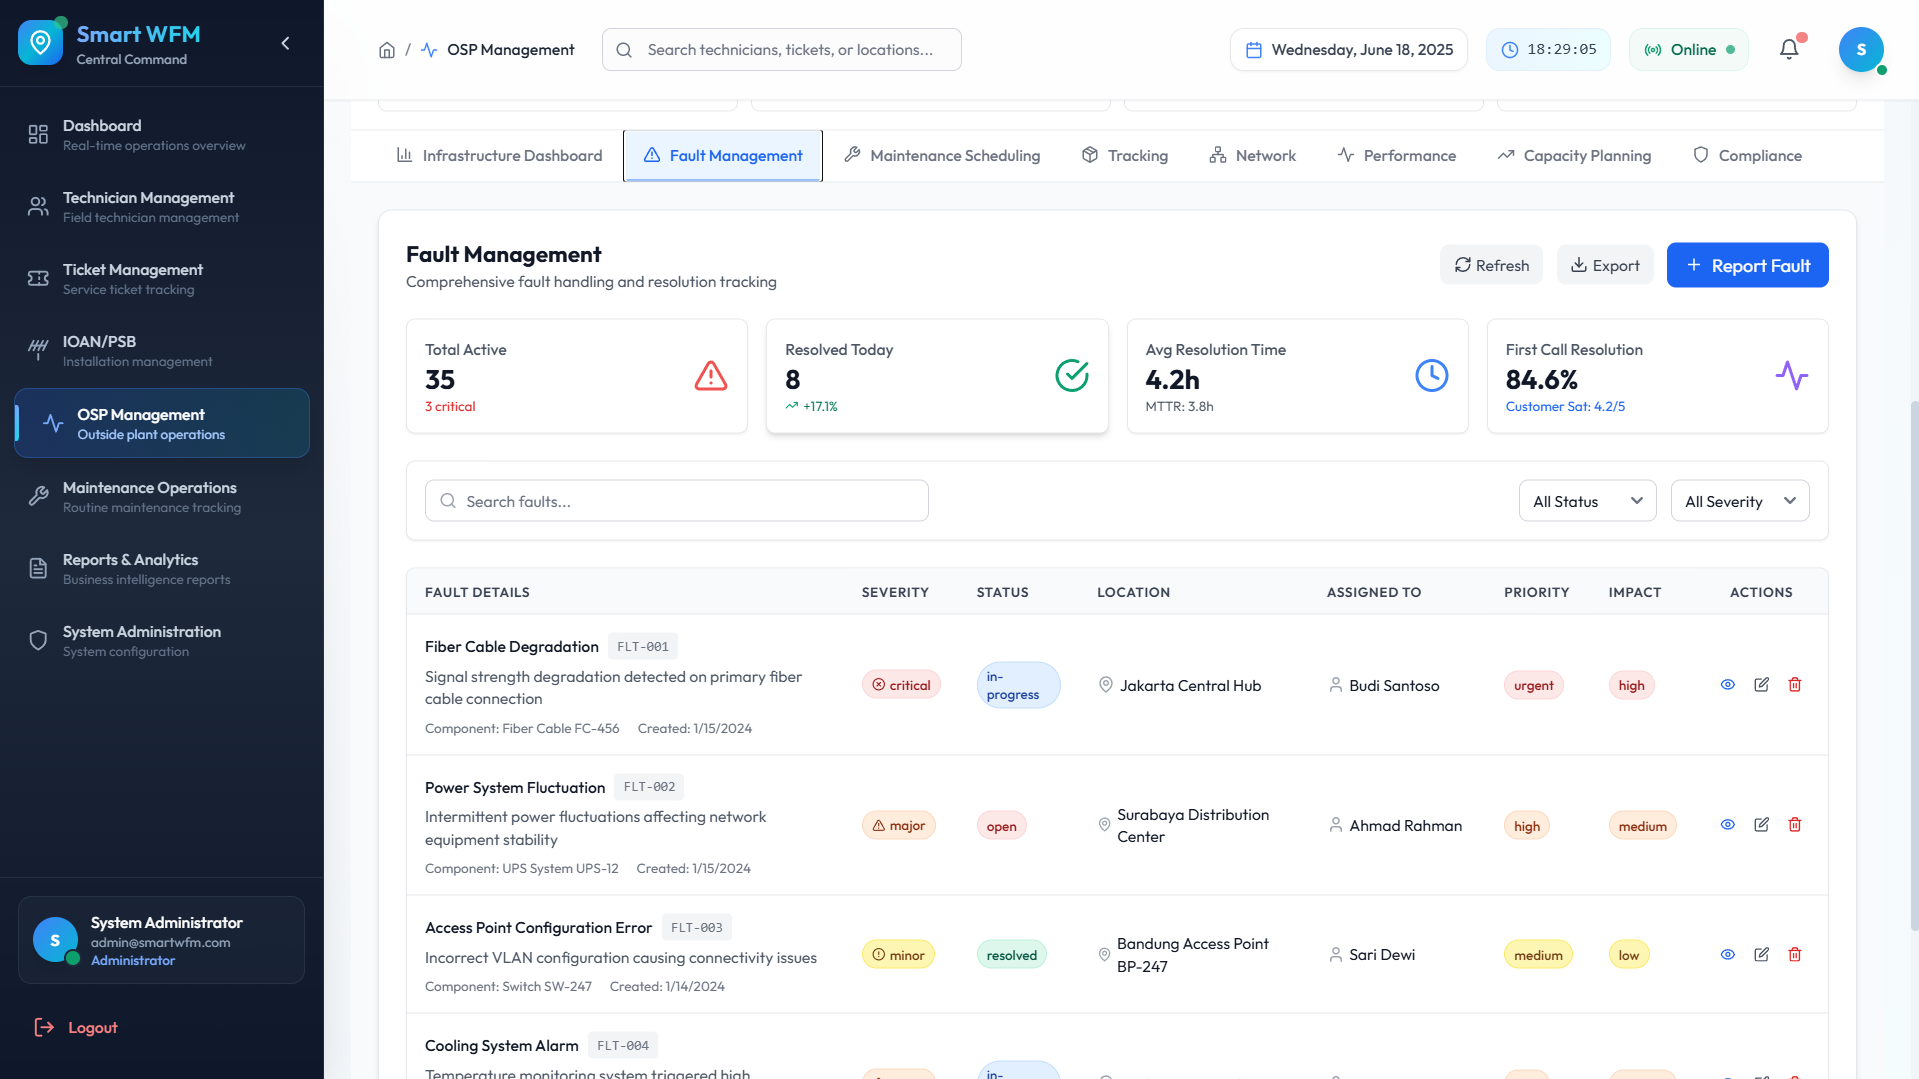 Smart WFM
Central Command
Dashboard
Real-time operations overview
Technician Management
Field technician management
Ticket Management
Service ticket tracking
IOAN/PSB
Installation management
OSP Management
Outside plant operations
Maintenance Operations
Routine maintenance tracking
Reports & Analytics
Business intelligence reports
System Administration
System configuration
S
System Administrator
admin@smartwfm.com
Administrator
Logout
/ OSP Management
Search technicians, tickets, or locations...
Wednesday, June 18, 2025
18:29:05
Online
S
Infrastructure Dashboard
Fault Management
Maintenance Scheduling
Tracking
Network
Performance
Capacity Planning
Compliance
Fault Management
Comprehensive fault handling and resolution tracking
Refresh
Export
Report Fault
Total Active
35
3 critical
Resolved Today
8
+17.1%
Avg Resolution Time
4.2h
MTTR: 3.8h
First Call Resolution
84.6%
Customer Sat: 4.2/5
Search faults...
All Status
All Severity
FAULT DETAILS SEVERITY STATUS LOCATION ASSIGNED TO PRIORITY IMPACT ACTIONS
Fiber Cable Degradation FLT-001
Signal strength degradation detected on primary fiber
cable connection
Component: Fiber Cable FC-456 Created: 1/15/2024
critical
in-
progress
Jakarta Central Hub
Budi Santoso
urgent
high
Power System Fluctuation FLT-002
Intermittent power fluctuations affecting network
equipment stability
Component: UPS System UPS-12 Created: 1/15/2024
major
open
Surabaya Distribution
Center
Ahmad Rahman
high
medium
Access Point Configuration Error FLT-003
Incorrect VLAN configuration causing connectivity issues
Component: Switch SW-247 Created: 1/14/2024
minor
resolved
Bandung Access Point
BP-247
Sari Dewi
medium
low
Cooling System Alarm FLT-004
Temperature monitoring system triggered high
in-